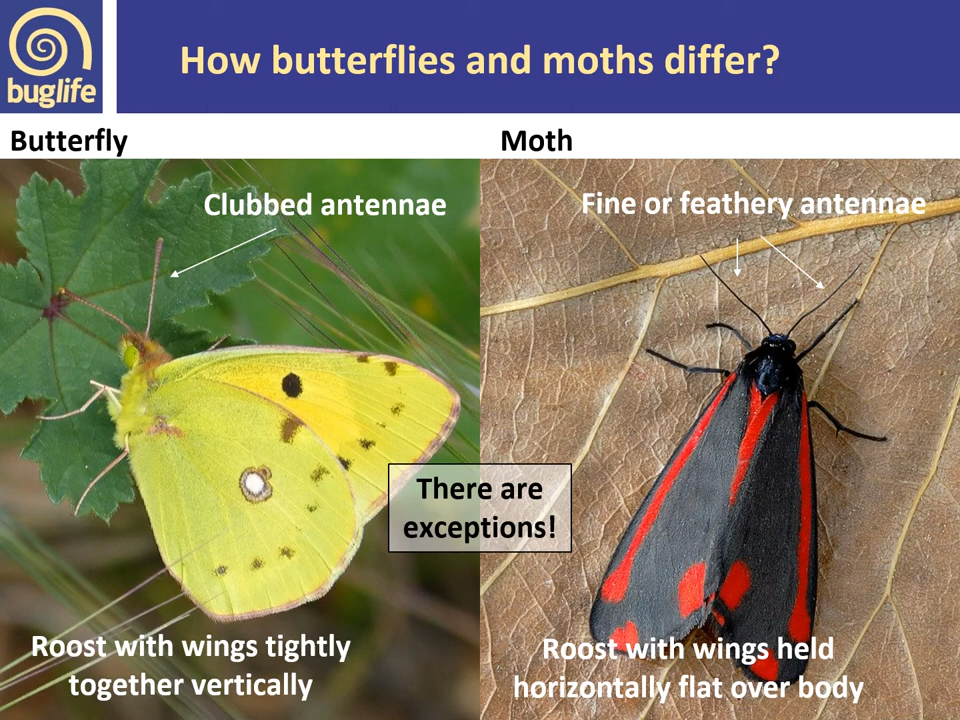 buglife
How butterflies and moths differ?
Butterfly
Moth
Clubbed antennae
Fine or feathery antennae
There are
exceptions!
Roost with wings tightly
together vertically
Roost with wings held
horizontally flat over body